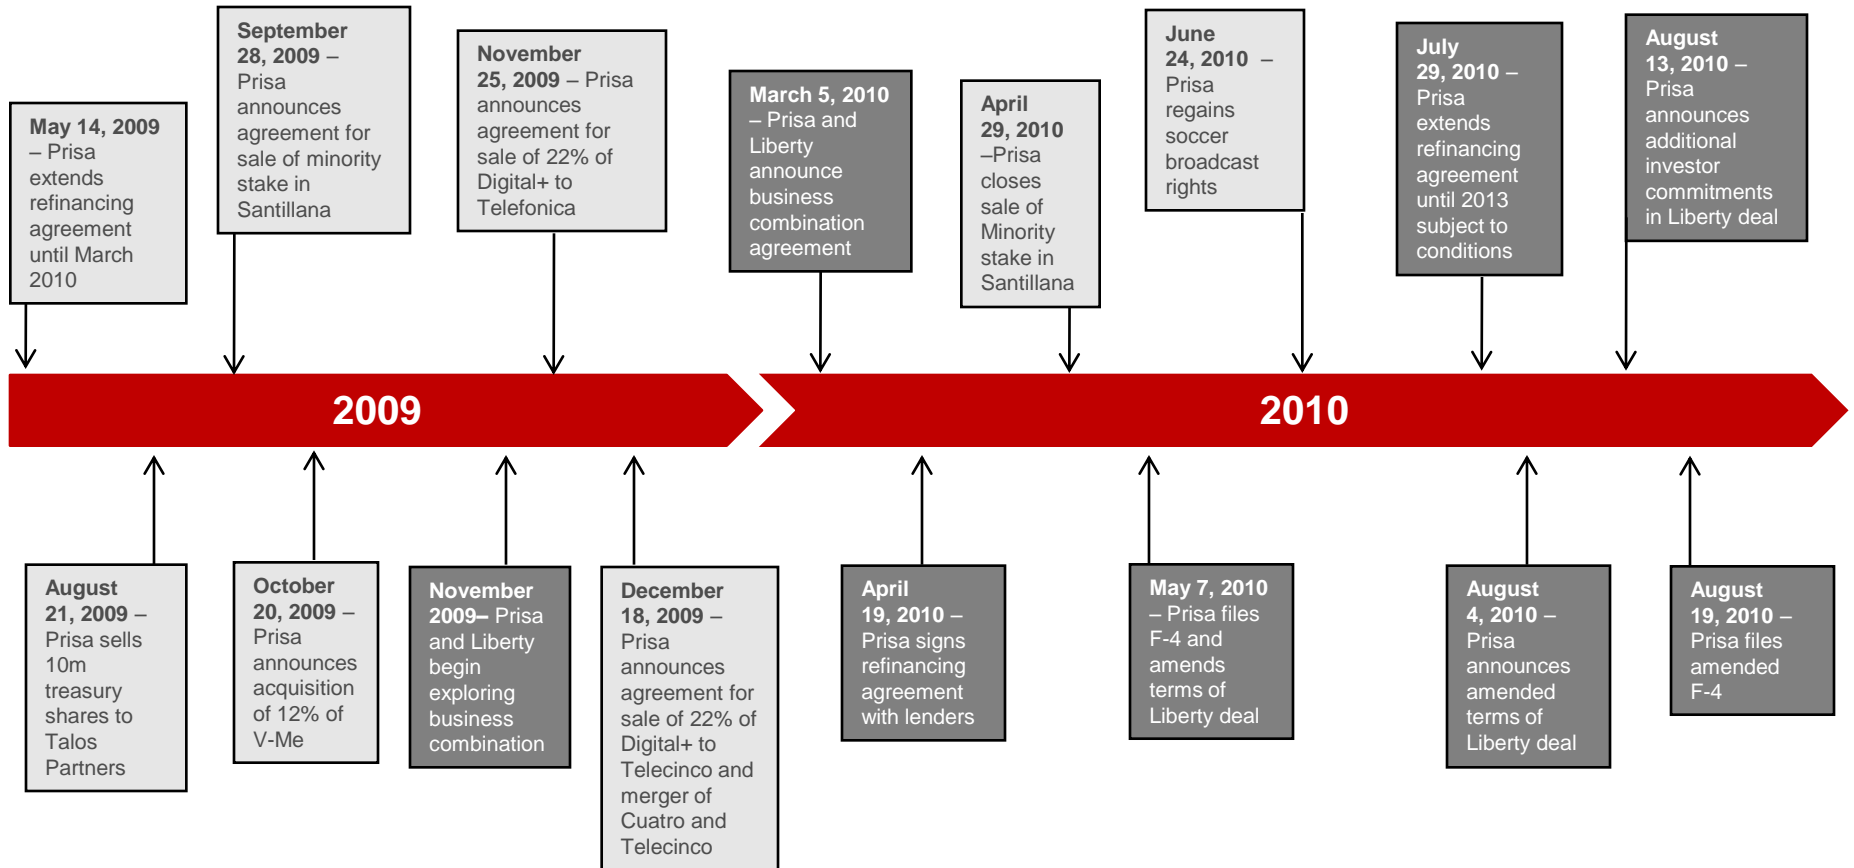 May 14, 2009
– Prisa
extends
refinancing
agreement
until March
2010
September
28, 2009 –
Prisa
announces
agreement for
sale of minority
stake in
Santillana
November
25, 2009 – Prisa
announces
agreement for
sale of 22% of
Digital+ to
Telefonica
March 5, 2010
– Prisa and
Liberty
announce
business
combination
agreement
April
29, 2010
–Prisa
closes
sale of
Minority
stake in
Santillana
June
24, 2010 –
Prisa
regains
soccer
broadcast
rights
July
29, 2010 –
Prisa
extends
refinancing
agreement
until 2013
subject to
conditions
August
13, 2010 –
Prisa
announces
additional
investor
commitments
in Liberty deal
2009
2010
August
21, 2009 –
Prisa sells
10m
treasury
shares to
Talos
Partners
October
20, 2009 –
Prisa
announces
acquisition
of 12% of
V-Me
November
2009– Prisa
and Liberty
begin
exploring
business
combination
December
18, 2009 –
Prisa
announces
agreement for
sale of 22% of
Digital+ to
Telecinco and
merger of
Cuatro and
Telecinco
April
19, 2010 –
Prisa signs
refinancing
agreement
with lenders
May 7, 2010
– Prisa files
F-4 and
amends
terms of
Liberty deal
August
4, 2010 –
Prisa
announces
amended
terms of
Liberty deal
August
19, 2010 –
Prisa files
amended
F-4